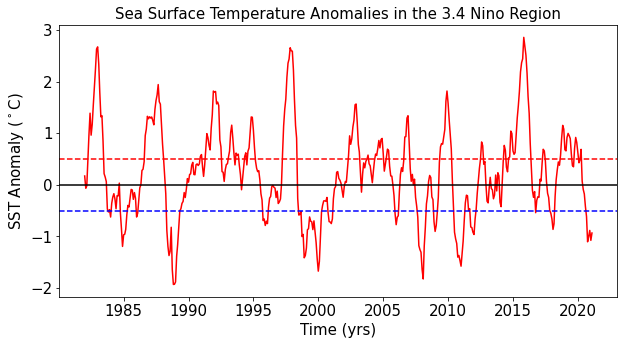 Sea Surface Temperature Anomalies in the 3.4 Nino Region
SST Anomaly (°C)
3
2
1
0
−1
−2
1985 1990 1995 2000 2005 2010 2015 2020
Time (yrs)